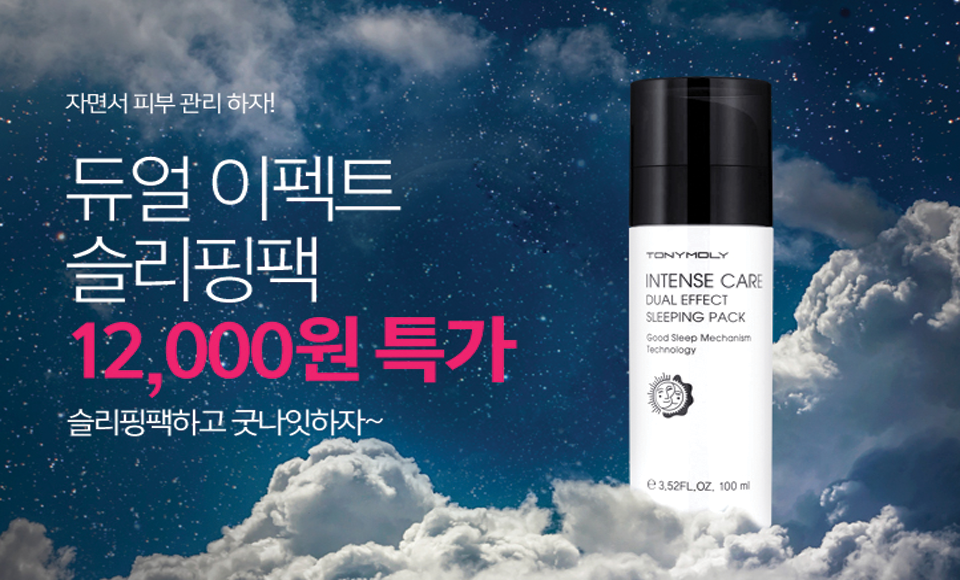 자면서 피부 관리 하자!
듀얼 이펙트
슬리핑팩
12,000원 특가
슬리핑팩하고 굿나잇하자~
TONYMOLY
INTENSE CARE
DUAL EFFECT
SLEEPING PACK
Good Sleep Mechanism
Technology
℮ 3,52FL,OZ, 100 ml